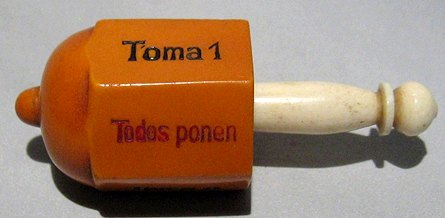 Toma 1
Todos ponen